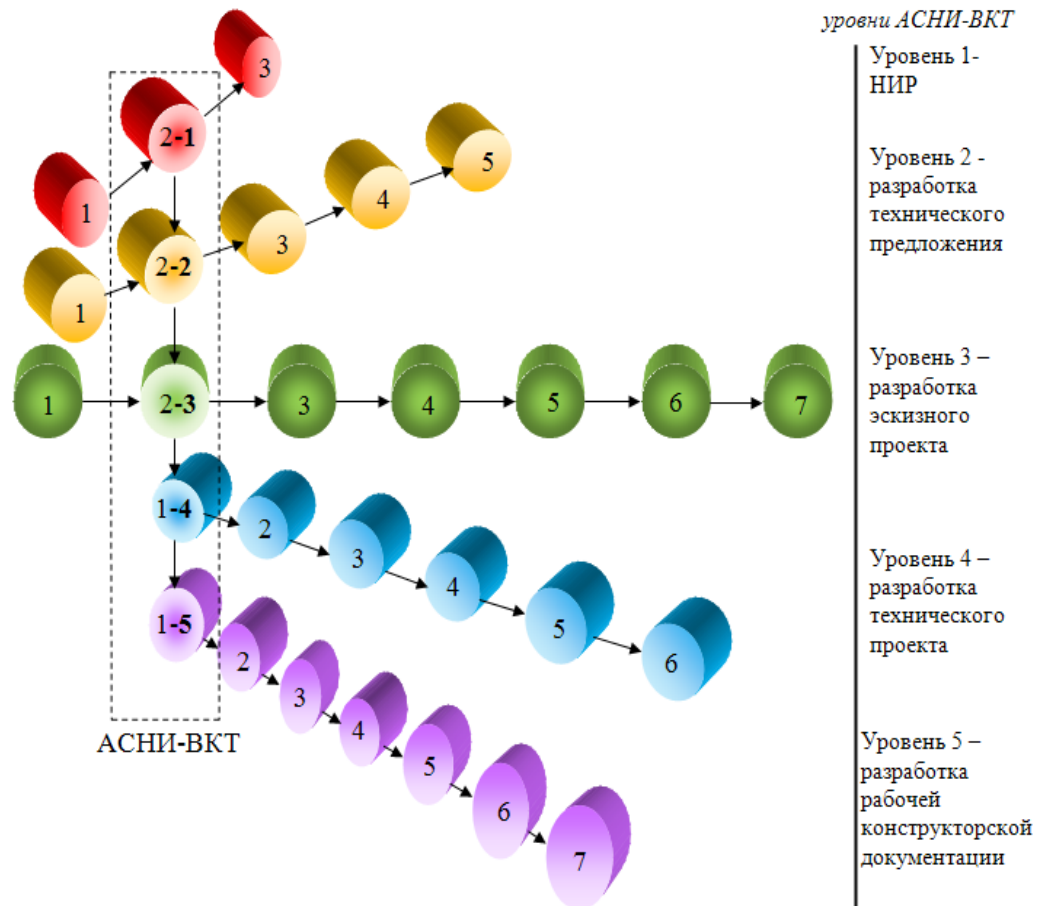 уровни АСНИ-ВКТ
Уровень 1-
НИР
Уровень 2 -
разработка
технического
предложения
Уровень 3 –
разработка
эскизного
проекта
Уровень 4 –
разработка
технического
проекта
Уровень 5 –
разработка
рабочей
конструкторской
документации
1
2-1
3
1
2-2
3
4
5
1
2-3
3
4
5
6
7
1-4
2
3
4
5
6
1-5
2
3
4
5
6
7
АСНИ-ВКТ